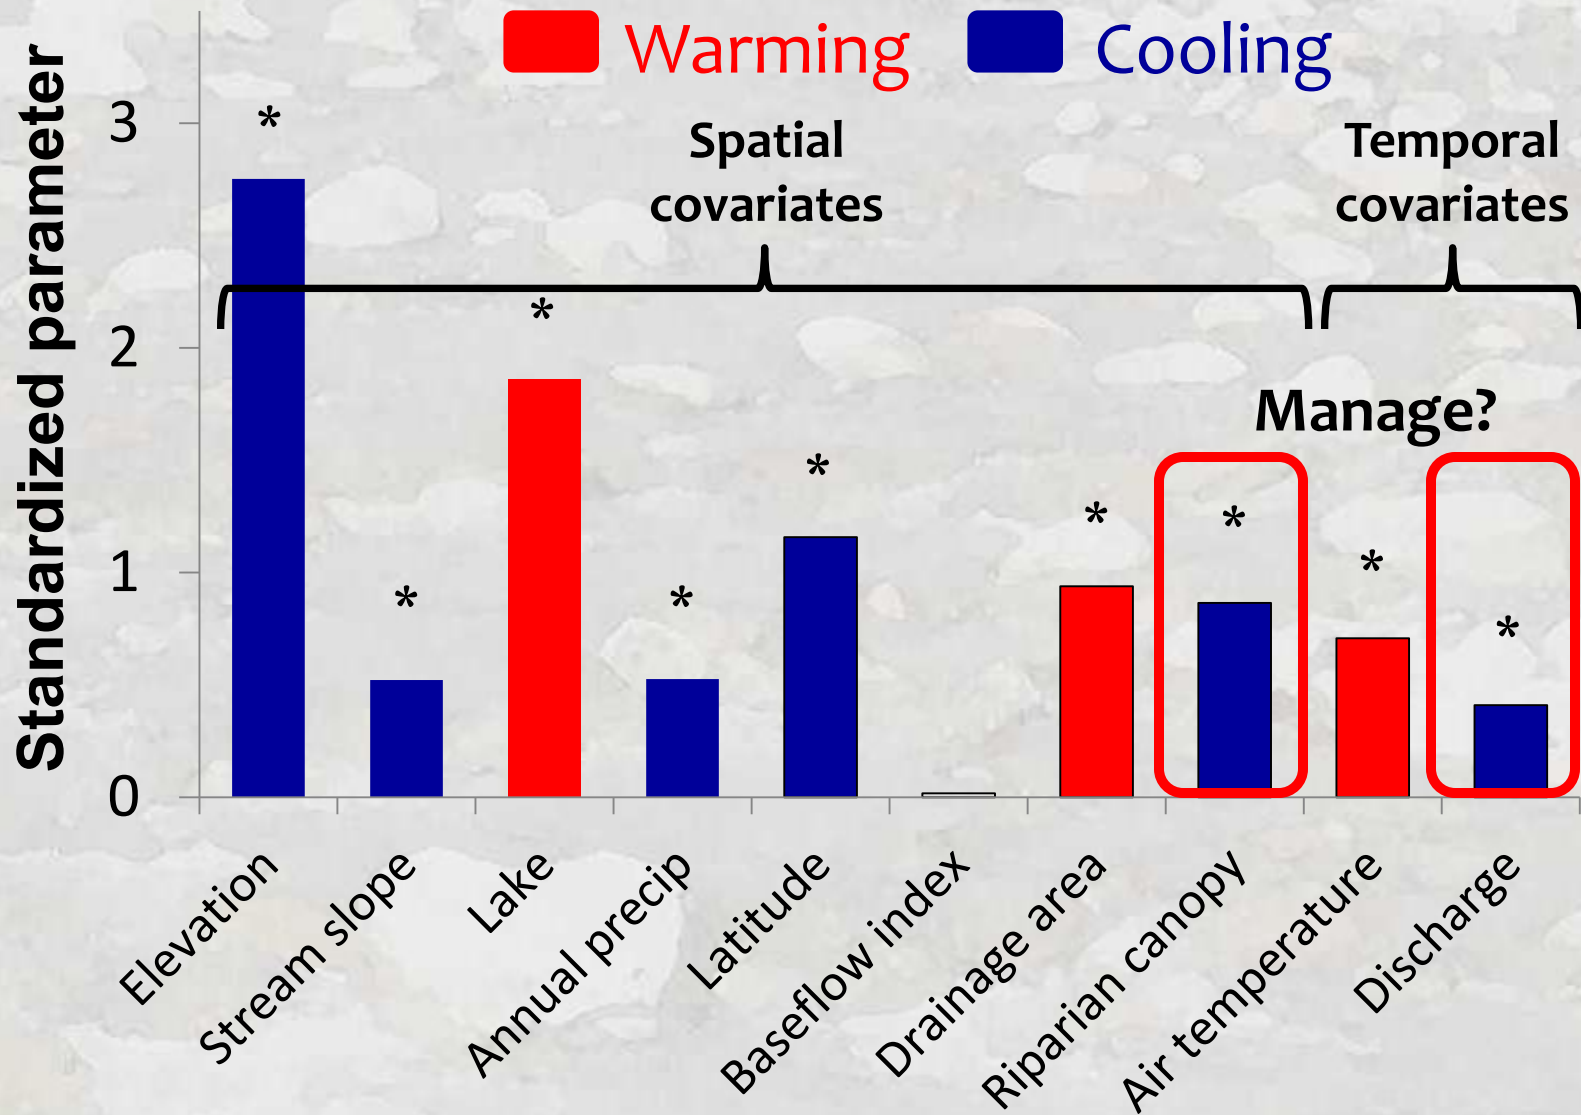 Warming
Cooling
Standardized parameter
3
2
1
0
*
*
*
*
*
*
*
*
*
Spatial
covariates
Temporal
covariates
Manage?
Elevation
Stream slope
Lake
Annual precip
Latitude
Baseflow index
Drainage area
Riparian canopy
Air temperature
Discharge